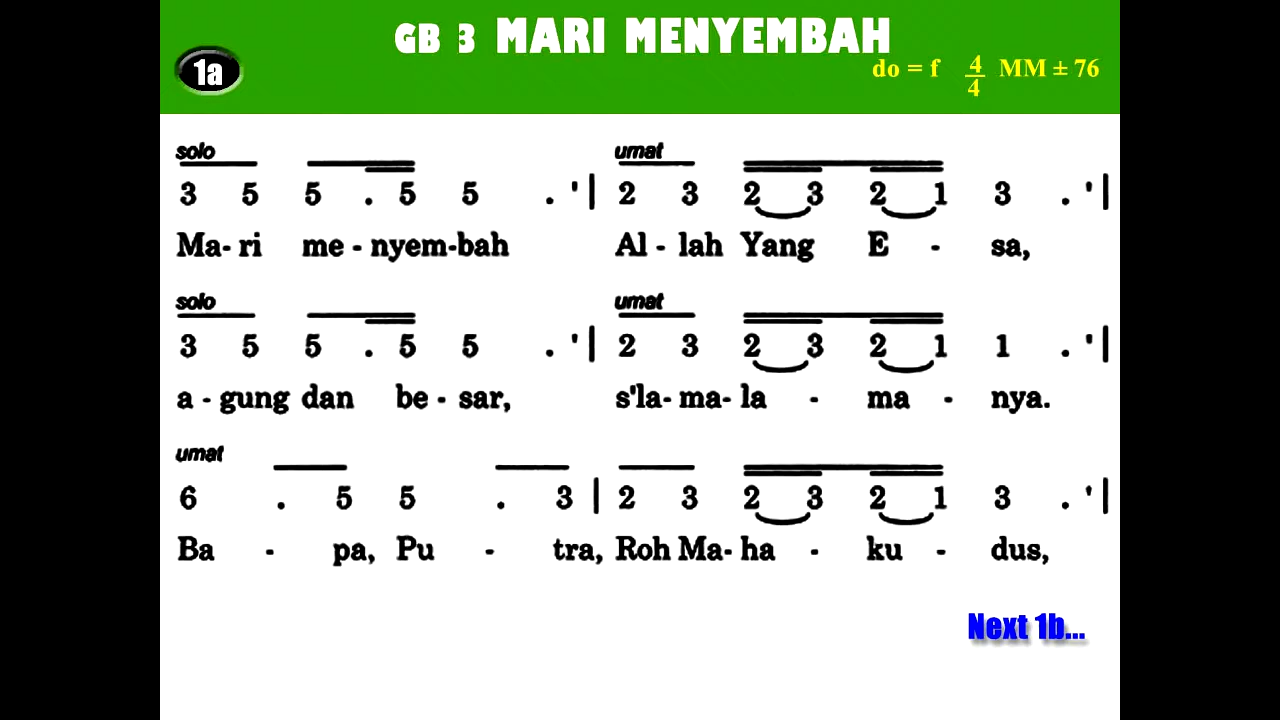 GB 3 MARI MENYEMBAH
1a
do = f 4/4 MM ± 76
solo umat
3 5 5 . 5 5 . ' | 2 3 2 3 2 1 3 . ' |
Ma- ri me - nyem-bah Al - lah Yang E - sa,
solo umat
3 5 5 . 5 5 . ' | 2 3 2 3 2 1 1 . ' |
a - gung dan be - sar, s'la- ma- la - ma - nya.
umat
6 . 5 5 . 3 | 2 3 2 3 2 1 3 . ' |
Ba - pa, Pu - tra, Roh Ma- ha - ku - dus,
Next 1b...